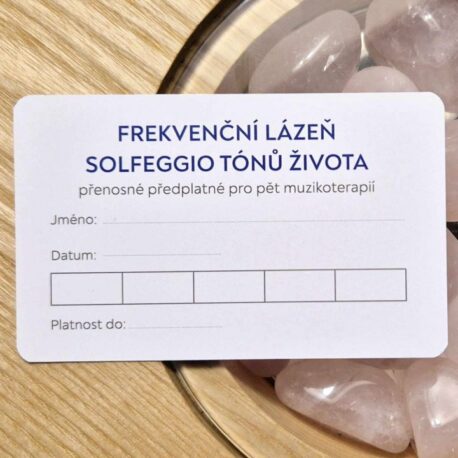 FREKVENČNÍ LÁZEŇ
SOLFEGGIO TÓNŮ ŽIVOTA
přenosné předplatné pro pět muzikoterapií
Jméno:
Datum:
Platnost do: